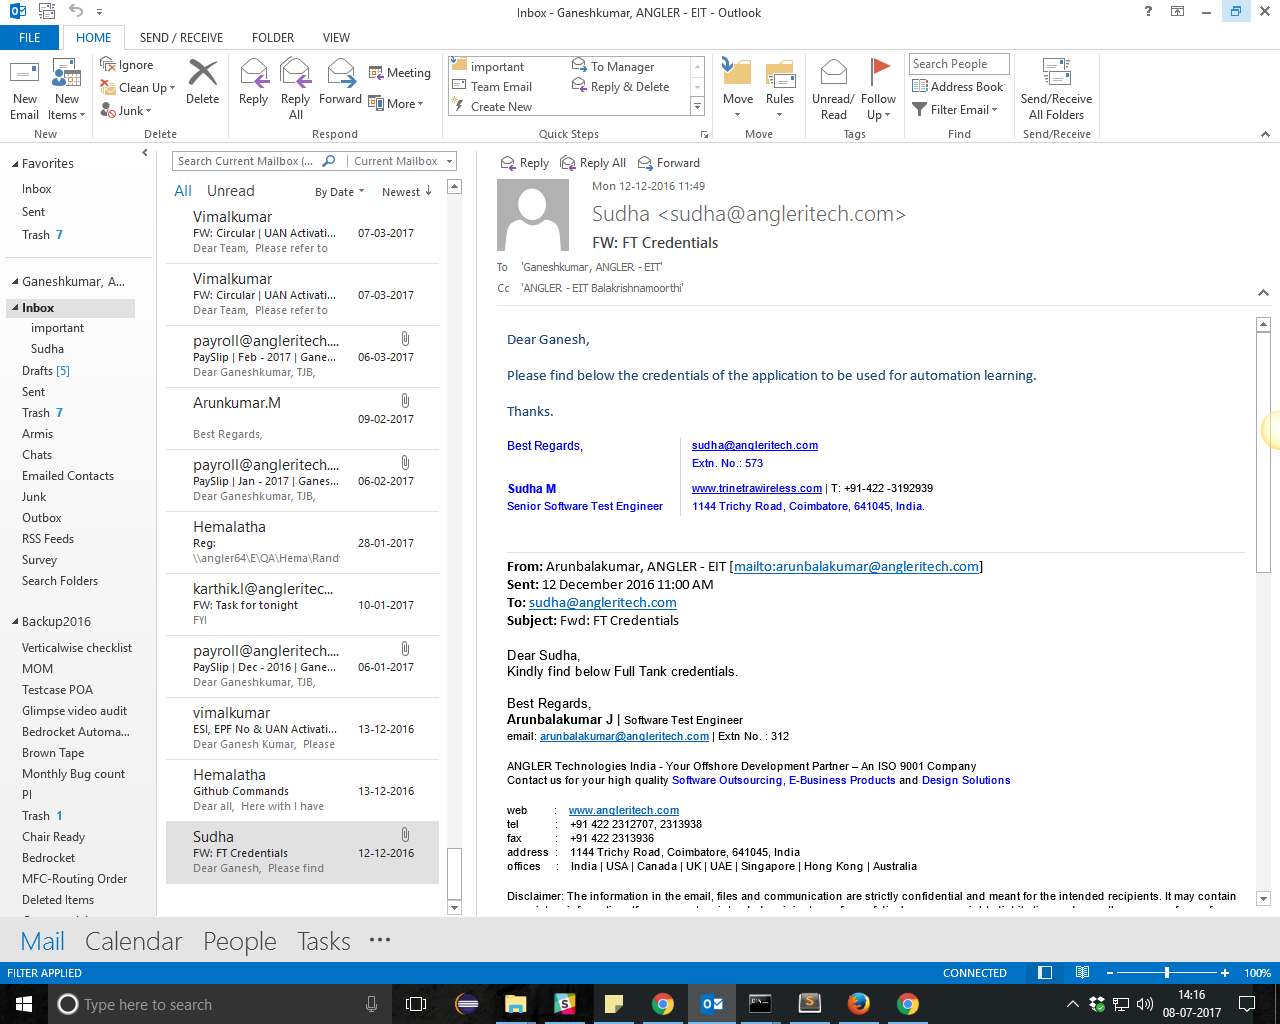 Inbox - Ganeshkumar, ANGLER - EIT - Outlook
FILE HOME SEND / RECEIVE FOLDER VIEW
New Email
New Items
New
Ignore
Clean Up
Junk
Delete
Delete
Reply
Reply All
Forward
Meeting
More
Respond
important
Team Email
Create New
To Manager
Reply & Delete
Quick Steps
Move
Rules
Move
Unread/ Read
Follow Up
Tags
Search People
Address Book
Filter Email
Find
Send/Receive All Folders
Send/Receive
Favorites
Inbox
Sent
Trash 7
Ganeshkumar, A...
Inbox
important
Sudha
Drafts [5]
Sent
Trash 7
Armis
Chats
Emailed Contacts
Junk
Outbox
RSS Feeds
Survey
Search Folders
Backup2016
Verticalwise checklist
MOM
Testcase POA
Glimpse video audit
Bedrocket Automa...
Brown Tape
Monthly Bug count
PI
Trash 1
Chair Ready
Bedrocket
MFC-Routing Order
Deleted Items
Search Current Mailbox (... Current Mailbox
All Unread By Date Newest
Vimalkumar
FW: Circular | UAN Activati... 07-03-2017
Dear Team, Please refer to
Vimalkumar
FW: Circular | UAN Activati... 07-03-2017
Dear Team, Please refer to
payroll@angleritech....
PaySlip | Feb - 2017 | Gane... 06-03-2017
Dear Ganeshkumar, TJB,
Arunkumar.M
09-02-2017
Best Regards,
payroll@angleritech....
PaySlip | Jan - 2017 | Ganes... 06-02-2017
Dear Ganeshkumar, TJB,
Hemalatha
Reg: 28-01-2017
\\angler64\E\QA\Hema\Rand
karthik.l@angleritec...
FW: Task for tonight 10-01-2017
FYI
payroll@angleritech....
PaySlip | Dec - 2016 | Gane... 06-01-2017
Dear Ganeshkumar, TJB,
vimalkumar
ESI, EPF No & UAN Activati... 13-12-2016
Dear Ganesh Kumar, Please
Hemalatha
Github Commands 13-12-2016
Dear all, Here with I have
Sudha
FW: FT Credentials 12-12-2016
Dear Ganesh, Please find
Reply Reply All Forward
Mon 12-12-2016 11:49
Sudha <sudha@angleritech.com>
FW: FT Credentials
To 'Ganeshkumar, ANGLER - EIT'
Cc 'ANGLER - EIT Balakrishnamoorthi'
Dear Ganesh,
Please find below the credentials of the application to be used for automation learning.
Thanks.
Best Regards, sudha@angleritech.com
Extn. No.: 573
Sudha M www.trinetrawireless.com | T: +91-422 -3192939
Senior Software Test Engineer 1144 Trichy Road, Coimbatore, 641045, India.
From: Arunbalakumar, ANGLER - EIT [mailto:arunbalakumar@angleritech.com]
Sent: 12 December 2016 11:00 AM
To: sudha@angleritech.com
Subject: Fwd: FT Credentials
Dear Sudha,
Kindly find below Full Tank credentials.
Best Regards,
Arunbalakumar J | Software Test Engineer
email: arunbalakumar@angleritech.com | Extn No. : 312
ANGLER Technologies India - Your Offshore Development Partner – An ISO 9001 Company
Contact us for your high quality Software Outsourcing, E-Business Products and Design Solutions
web : www.angleritech.com
tel : +91 422 2312707, 2313938
fax : +91 422 2313936
address : 1144 Trichy Road, Coimbatore, 641045, India
offices : India | USA | Canada | UK | UAE | Singapore | Hong Kong | Australia
Disclaimer: The information in the email, files and communication are strictly confidential and meant for the intended recipients. It may contain
Mail Calendar People Tasks ...
FILTER APPLIED CONNECTED 100%
Type here to search
14:16
08-07-2017